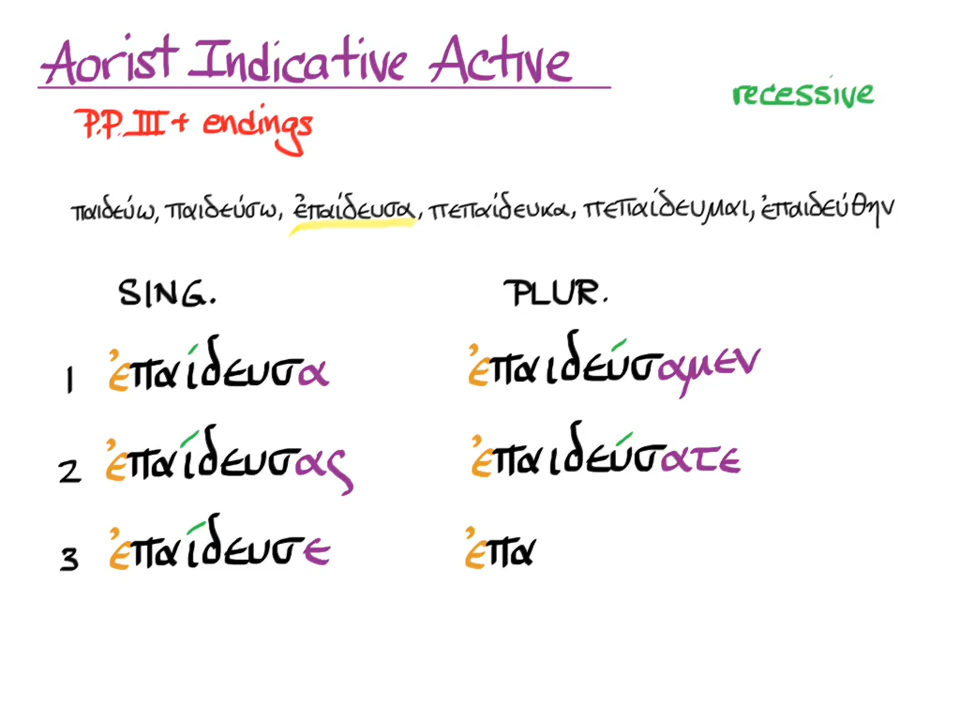 Aorist Indicative Active
recessive
P.P. III + endings
παιδεύω, παιδεύσω, ἐπαίδευσα, πεπαίδευκα, πεπαίδευμαι, ἐπαιδεύθην
SING. PLUR.
1 ἐπαίδευσα ἐπαιδεύσαμεν
2 ἐπαίδευσας ἐπαιδεύσατε
3 ἐπαίδευσε ἐπα